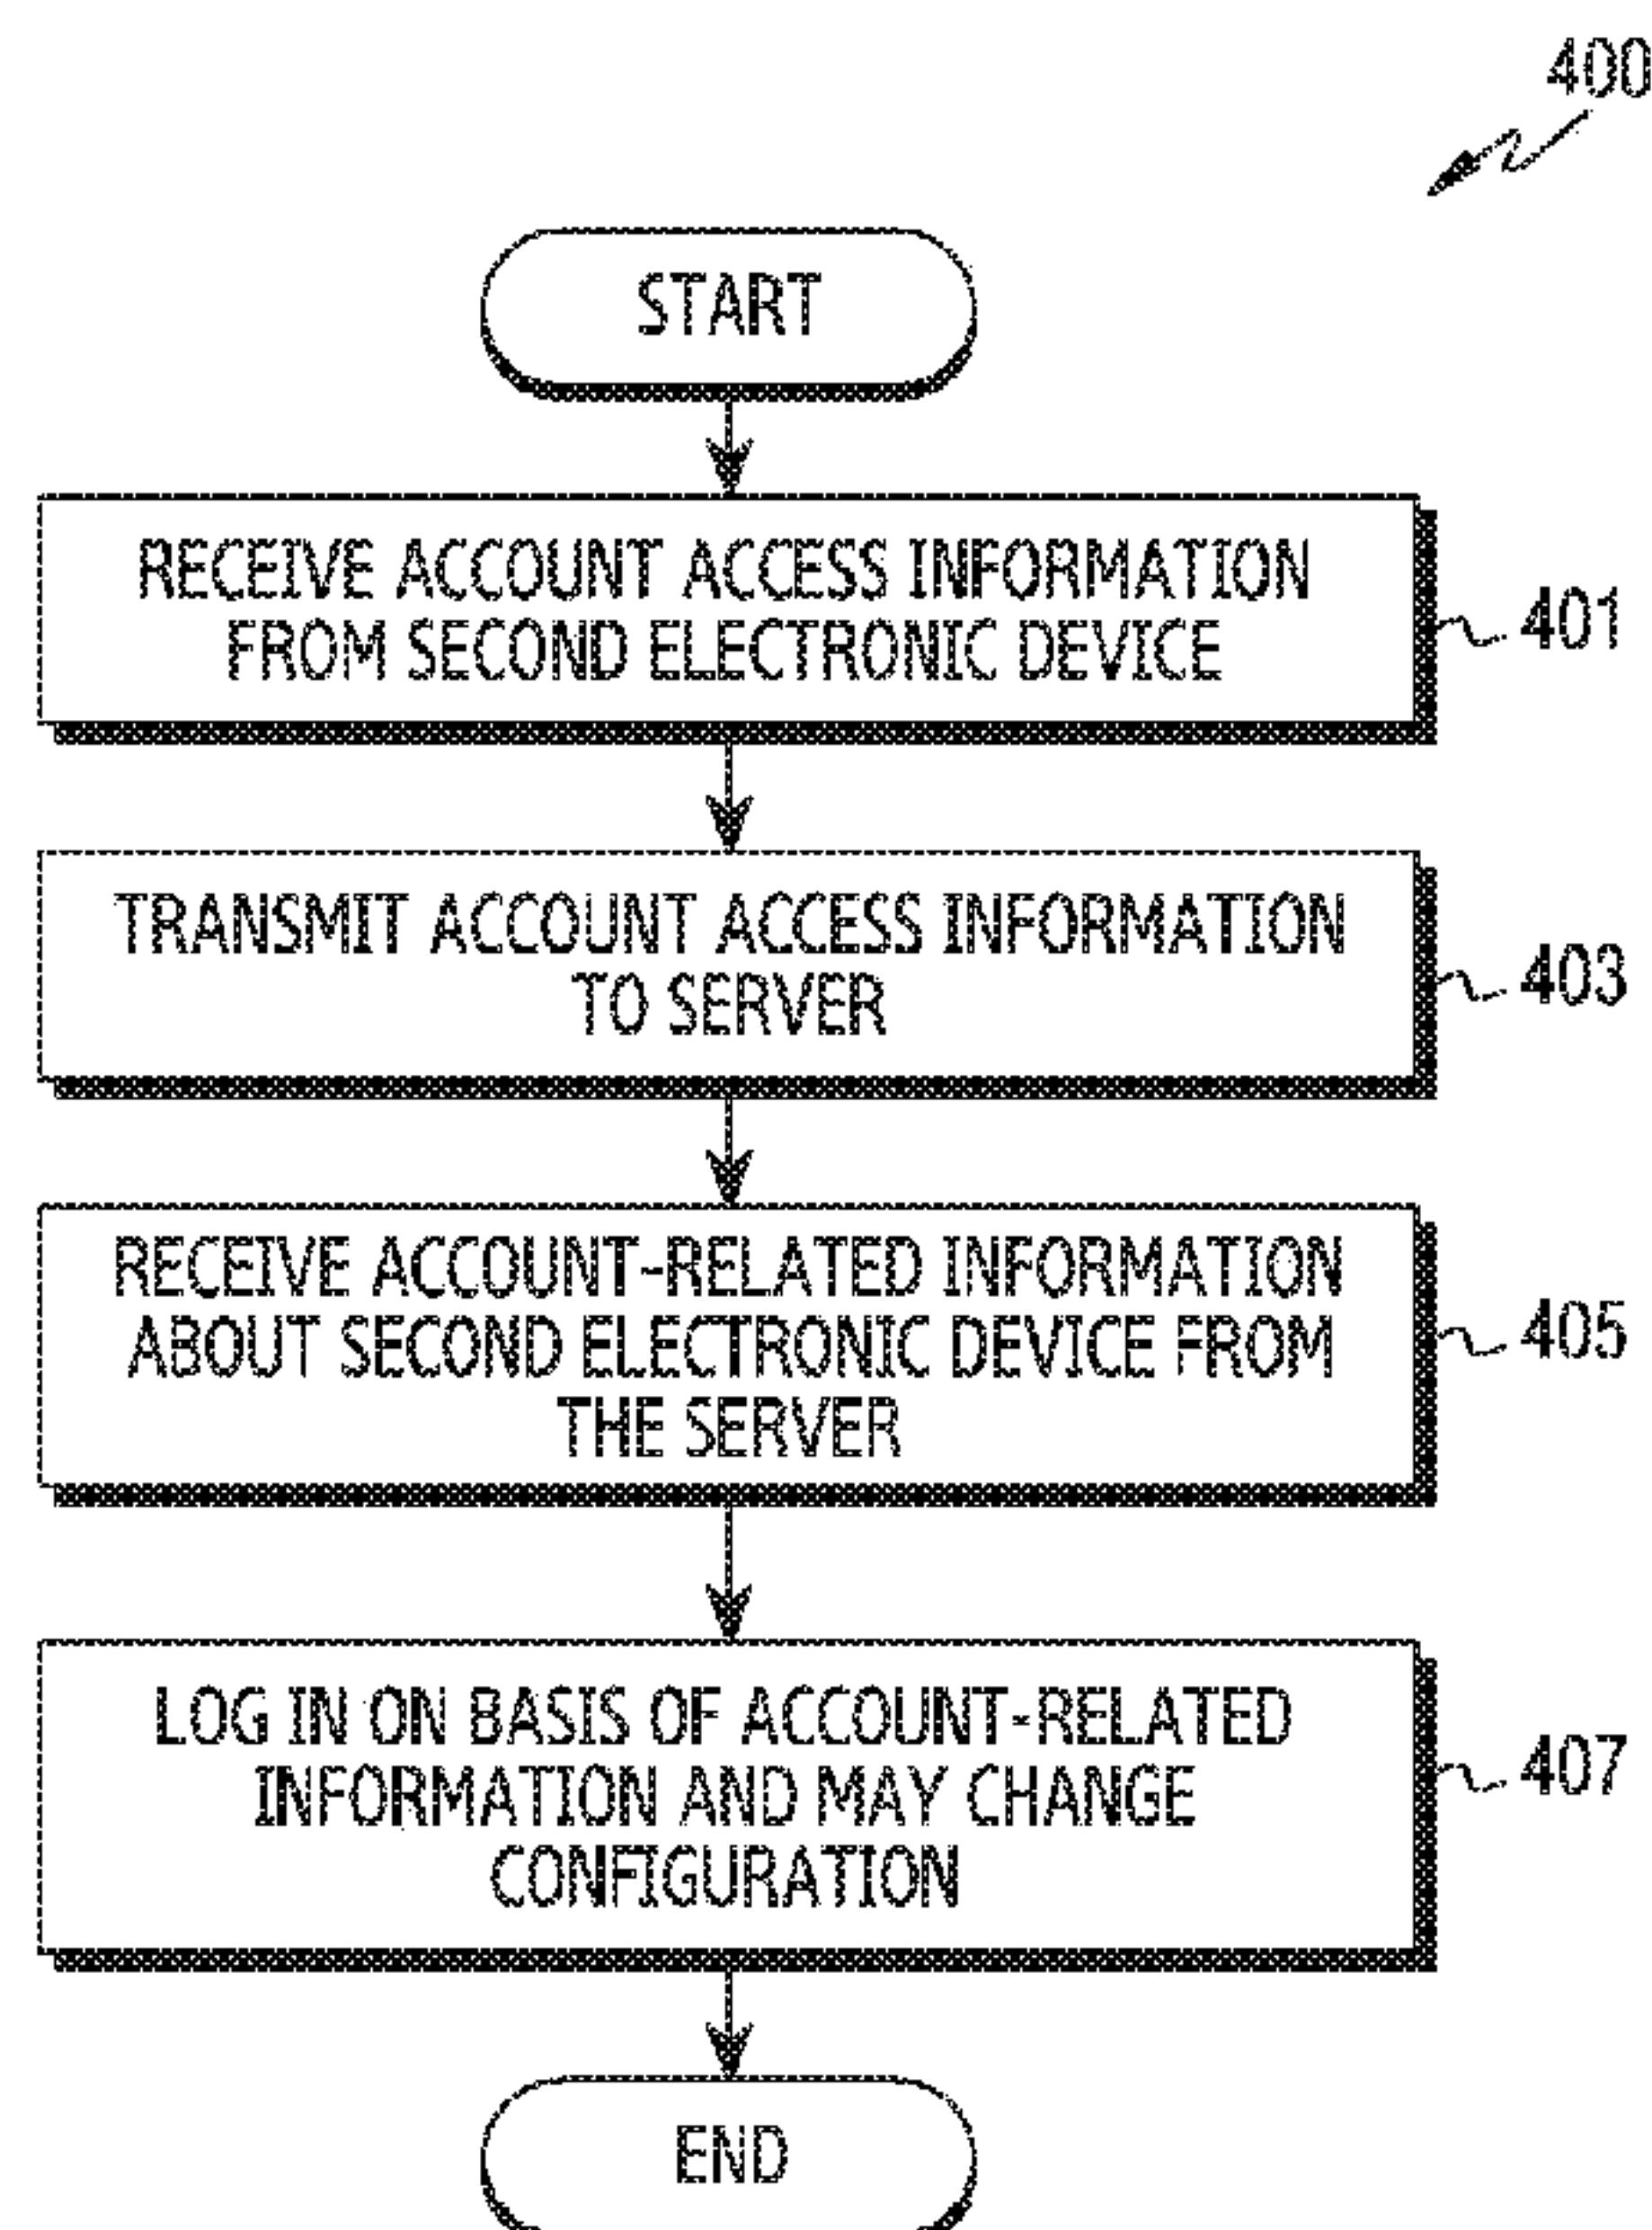 400
START
RECEIVE ACCOUNT ACCESS INFORMATION
FROM SECOND ELECTRONIC DEVICE
401
TRANSMIT ACCOUNT ACCESS INFORMATION
TO SERVER
403
RECEIVE ACCOUNT-RELATED INFORMATION
ABOUT SECOND ELECTRONIC DEVICE FROM
THE SERVER
405
LOG IN ON BASIS OF ACCOUNT-RELATED
INFORMATION AND MAY CHANGE
CONFIGURATION
407
END